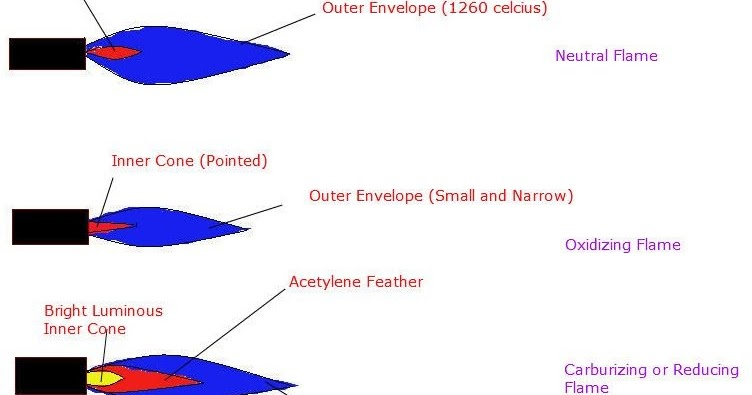 Outer Envelope (1260 celcius)
Neutral Flame
Inner Cone (Pointed)
Outer Envelope (Small and Narrow)
Oxidizing Flame
Acetylene Feather
Bright Luminous
Inner Cone
Carburizing or Reducing
Flame